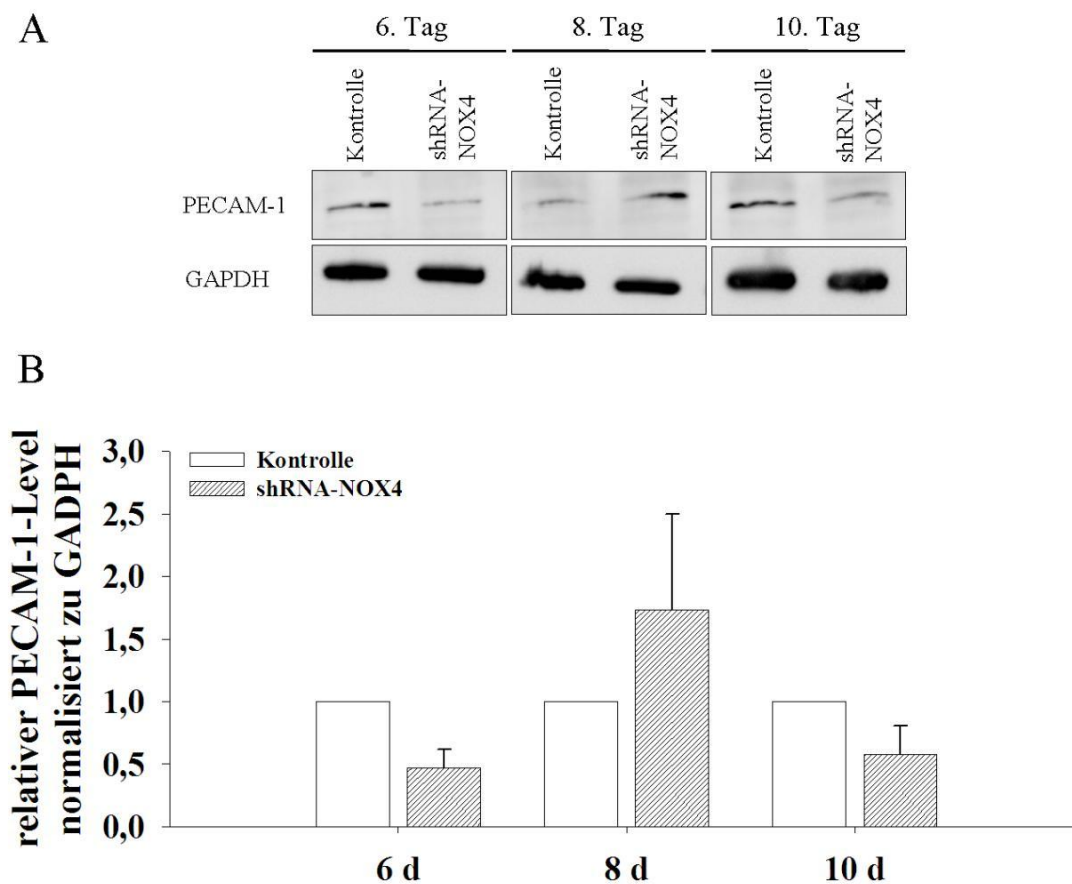 A
6. Tag
8. Tag
10. Tag
Kontrolle
shRNA-
NOX4
Kontrolle
shRNA-
NOX4
Kontrolle
shRNA-
NOX4
PECAM-1
GAPDH
B
relativer PECAM-1-Level
normalisiert zu GADPH
3,0
2,5
2,0
1,5
1,0
0,5
0,0
Kontrolle
shRNA-NOX4
6 d
8 d
10 d